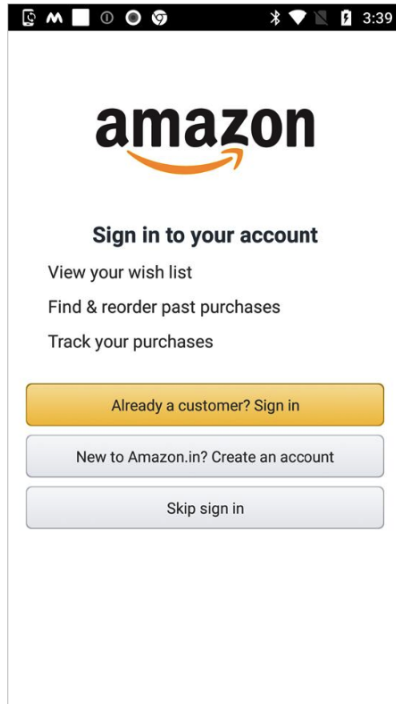 3:39
amazon
Sign in to your account
View your wish list
Find & reorder past purchases
Track your purchases
Already a customer? Sign in
New to Amazon.in? Create an account
Skip sign in